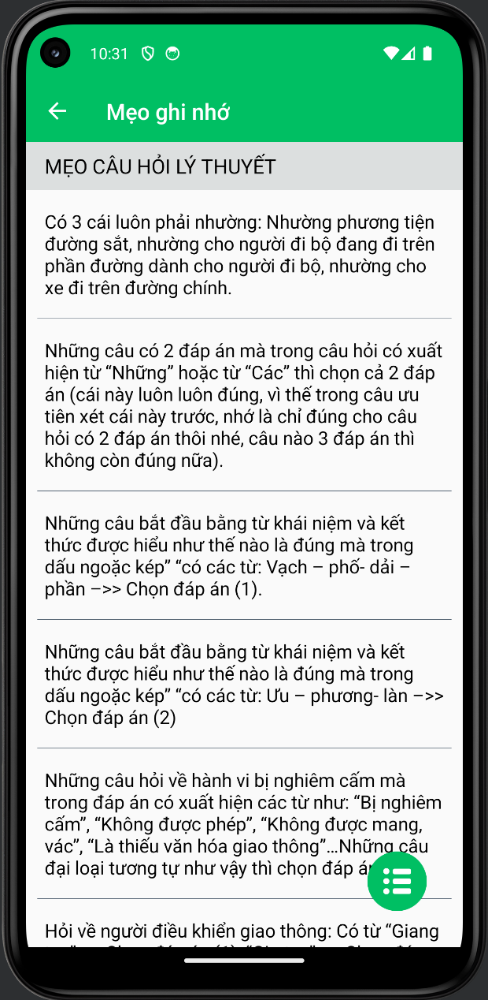 10:31
Mẹo ghi nhớ
MẸO CÂU HỎI LÝ THUYẾT
Có 3 cái luôn phải nhường: Nhường phương tiện
đường sắt, nhường cho người đi bộ đang đi trên
phần đường dành cho người đi bộ, nhường cho
xe đi trên đường chính.
Những câu có 2 đáp án mà trong câu hỏi có xuất
hiện từ “Những” hoặc từ “Các” thì chọn cả 2 đáp
án (cái này luôn luôn đúng, vì thế trong câu ưu
tiên xét cái này trước, nhớ là chỉ đúng cho câu
hỏi có 2 đáp án thôi nhé, câu nào 3 đáp án thì
không còn đúng nữa).
Những câu bắt đầu bằng từ khái niệm và kết
thức được hiểu như thế nào là đúng mà trong
dấu ngoặc kép” “có các từ: Vạch – phố- dải –
phần –>> Chọn đáp án (1).
Những câu bắt đầu bằng từ khái niệm và kết
thức được hiểu như thế nào là đúng mà trong
dấu ngoặc kép” “có các từ: Ưu – phương- làn –>>
Chọn đáp án (2)
Những câu hỏi về hành vi bị nghiêm cấm mà
trong đáp án có xuất hiện các từ như: “Bị nghiêm
cấm”, “Không được phép”, “Không được mang,
vác”, “Là thiếu văn hóa giao thông”…Những câu
đại loại tương tự như vậy thì chọn đáp
Hỏi về người điều khiển giao thông: Có từ “Giang